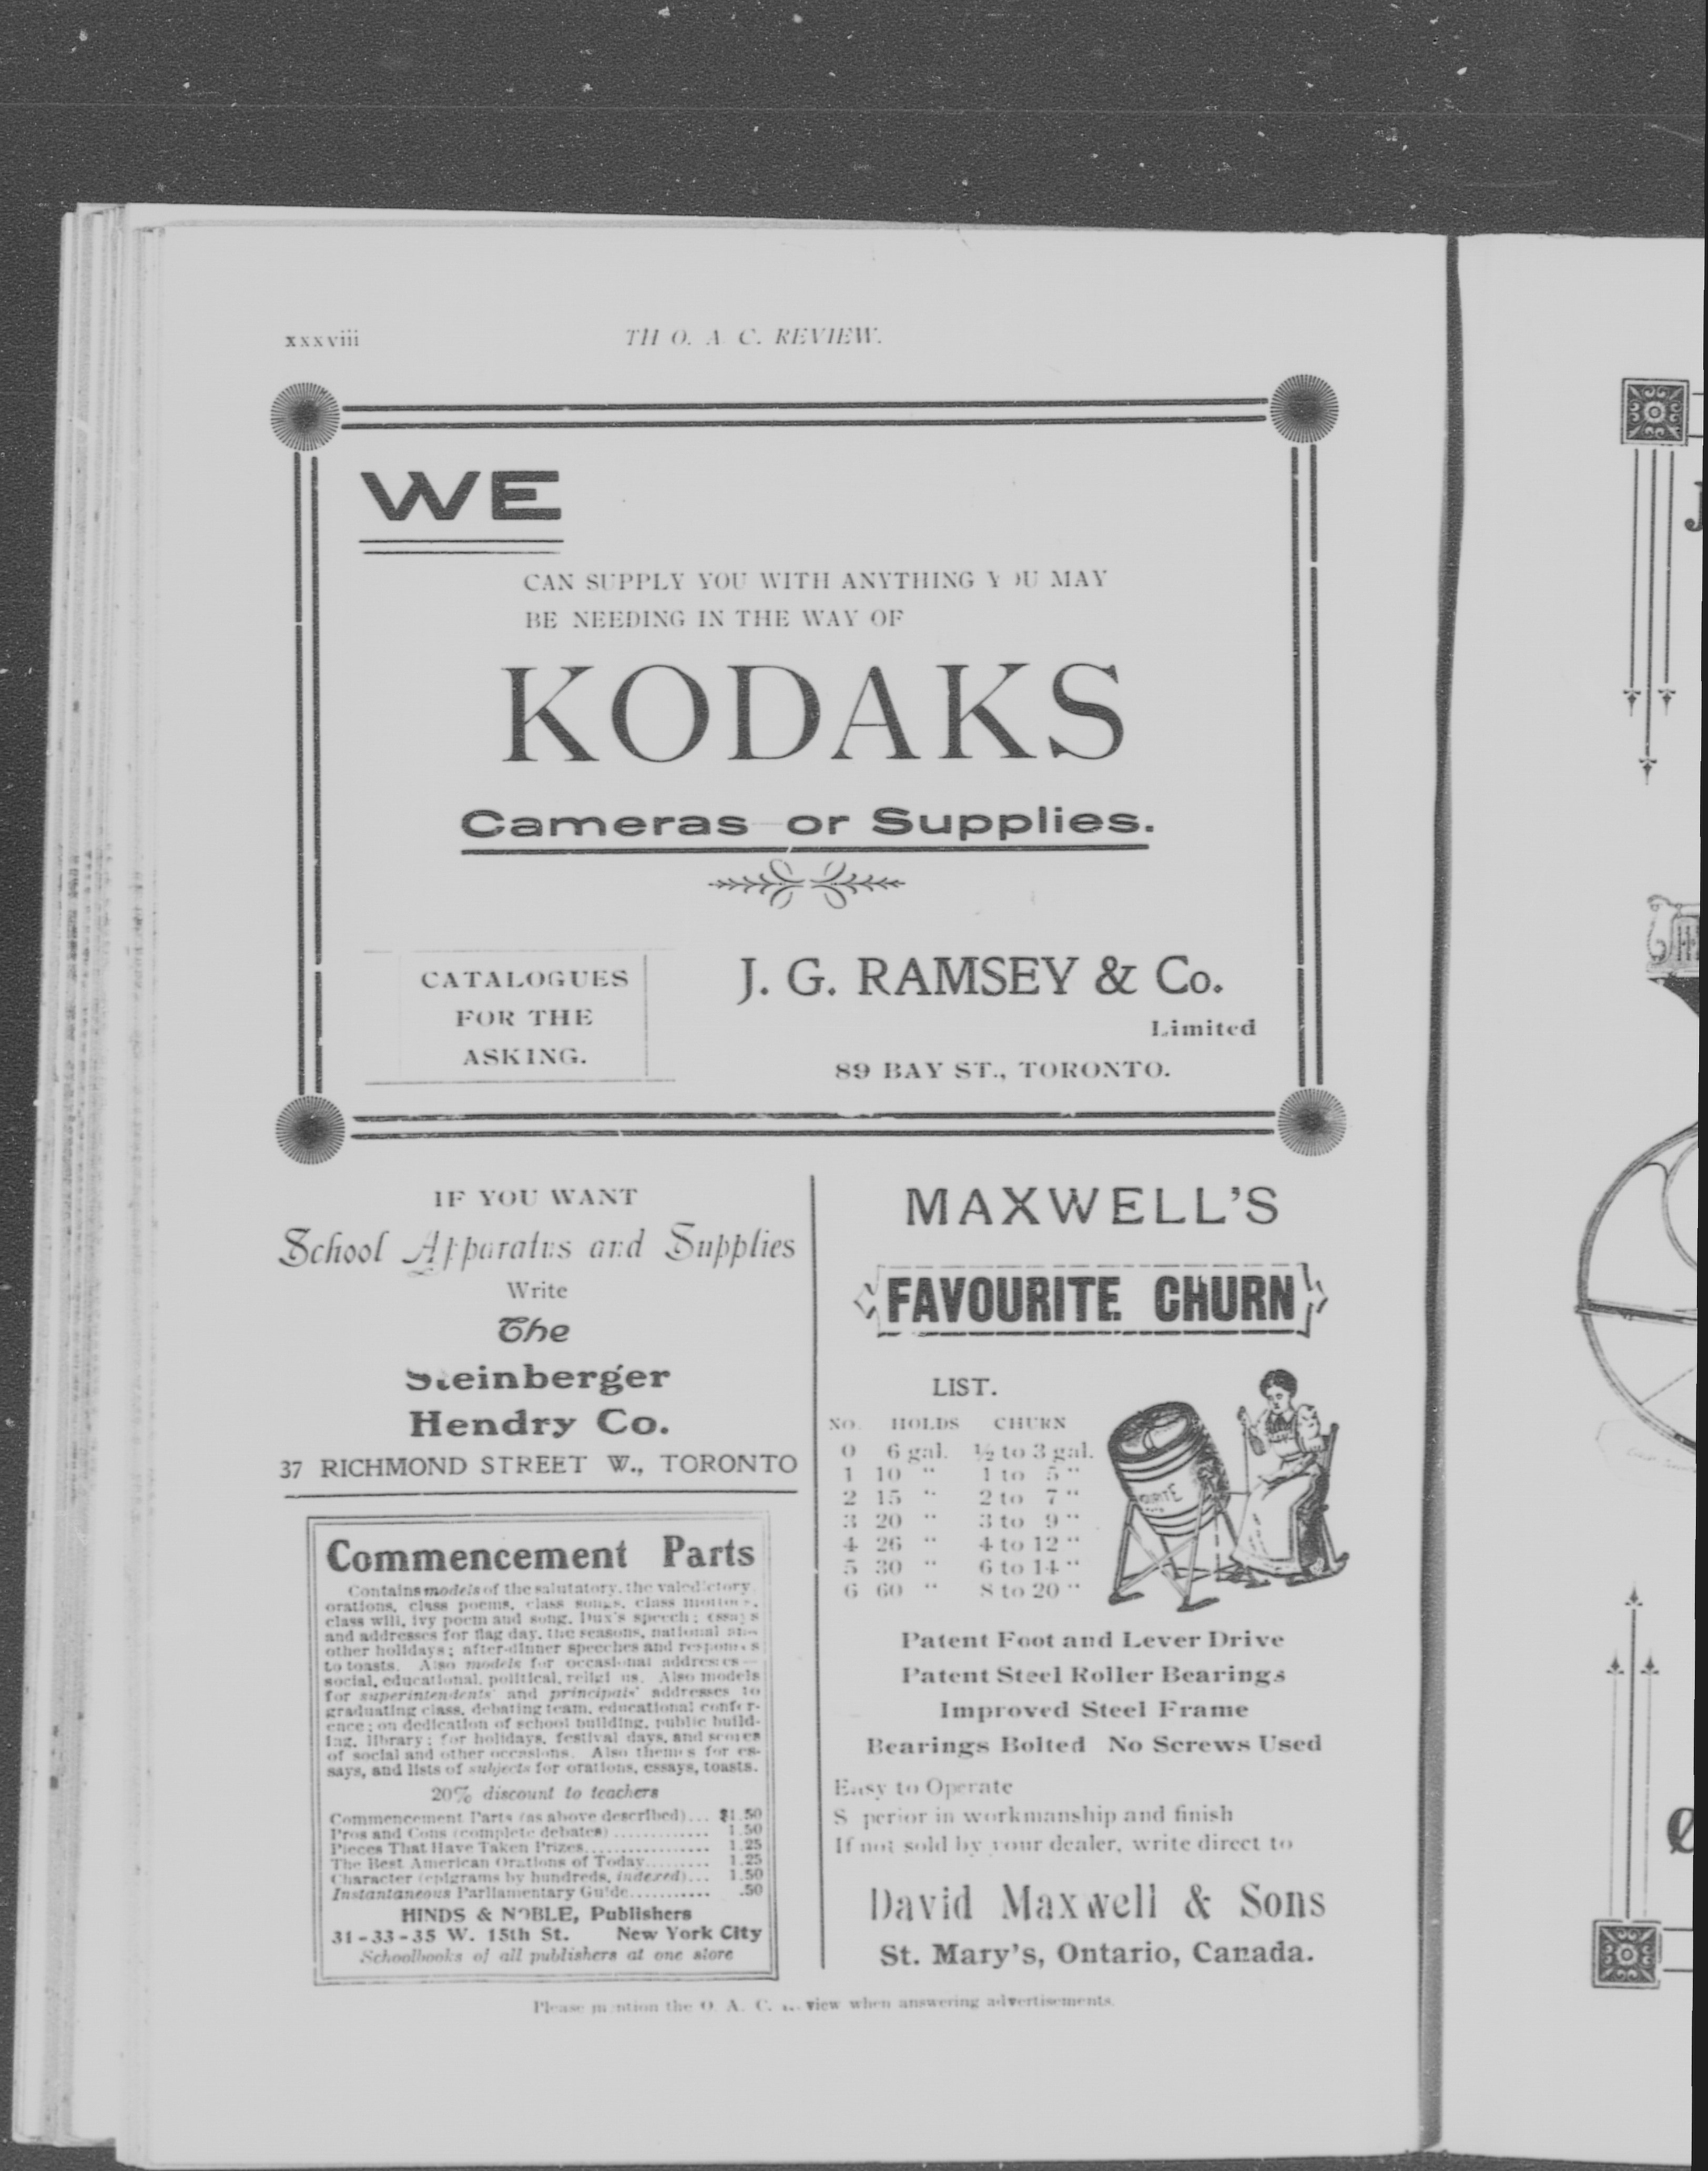 xxxviii
TH O. A. C. REVIEW.
WE
CAN SUPPLY YOU WITH ANYTHING YOU MAY
BE NEEDING IN THE WAY OF
KODAKS
Cameras or Supplies.
CATALOGUES
FOR THE
ASKING.
J. G. RAMSEY & Co.
Limited
89 BAY ST., TORONTO.
IF YOU WANT
School Apparatus and Supplies
Write
The
Steinberger
Hendry Co.
37 RICHMOND STREET W., TORONTO
Commencement Parts
Contains models of the salutatory, the valedictory,
orations, class poems, class songs, class mottoes,
class will, ivy poem and song, Dux's speech; essays
and addresses for flag day, the seasons, national and
other holidays; after-dinner speeches and responses
to toasts. Also models for occasional addresses—
social, educational, political, religi us. Also models
for superintendents' and principals' addresses to
graduating class, debating team, educational confer-
ence; on dedication of school building, public build-
ing, library; for holidays, festival days, and scores
of social and other occasions. Also themes for es-
says, and lists of subjects for orations, essays, toasts.
20% discount to teachers
Commencement Parts (as above described)... $1.50
Pros and Cons (complete debates) ............. 1.50
Pieces That Have Taken Prizes................. 1.25
The Best American Orations of Today......... 1.25
Character (epigrams by hundreds, indexed)... 1.50
Instantaneous Parliamentary Guide........... .50
HINDS & NOBLE, Publishers
31-33-35 W. 15th St. New York City
Schoolbooks of all publishers at one store
MAXWELL'S
FAVOURITE CHURN
LIST.
NO. HOLDS CHURN
0 6 gal. ½ to 3 gal.
1 10 " 1 to 5 "
2 15 " 2 to 7 "
3 20 " 3 to 9 "
4 26 " 4 to 12 "
5 30 " 6 to 14 "
6 60 " 8 to 20 "
Patent Foot and Lever Drive
Patent Steel Roller Bearings
Improved Steel Frame
Bearings Bolted No Screws Used
Easy to Operate
S perior in workmanship and finish
If not sold by your dealer, write direct to
David Maxwell & Sons
St. Mary's, Ontario, Canada.
Please mention the O. A. C. view when answering advertisements.